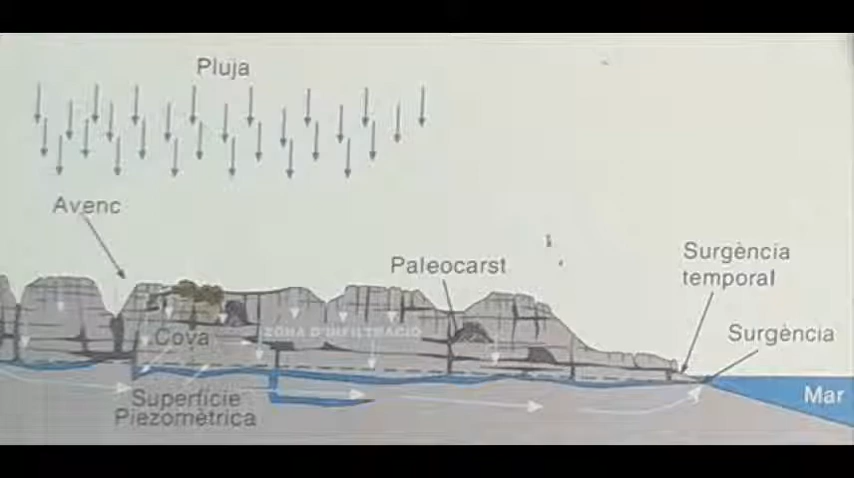 Pluja
Avenc
Paleocarst
Surgència
temporal
Surgència
ZONA D'INFILTRACIÓ
Cova
Superfície
Piezomètrica
Mar